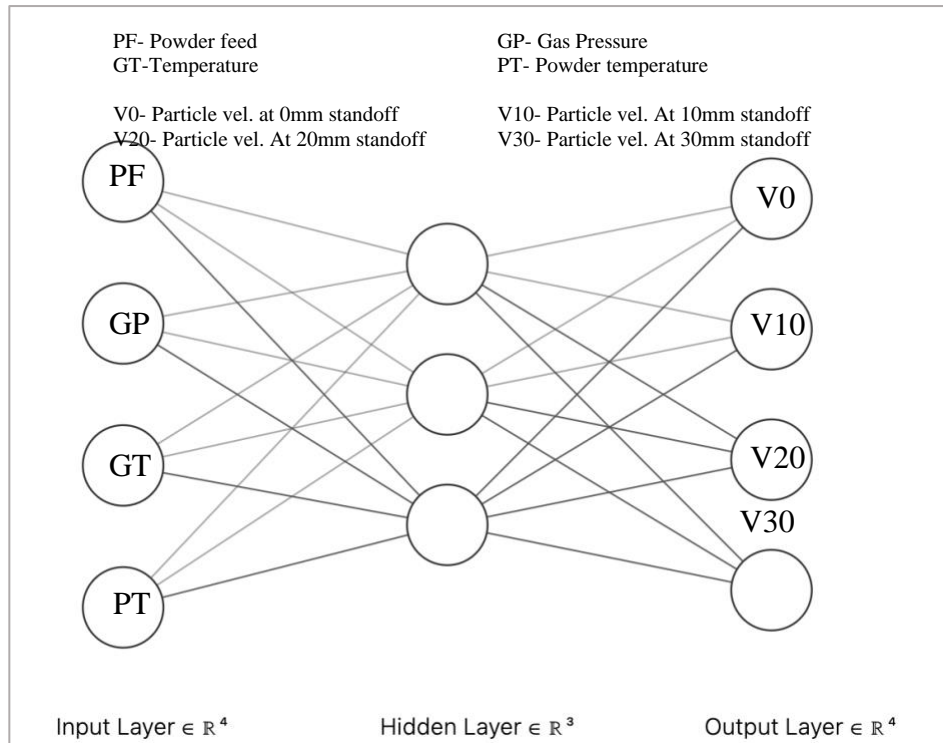 PF- Powder feed
GT-Temperature
GP- Gas Pressure
PT- Powder temperature
V0- Particle vel. at 0mm standoff
V20- Particle vel. At 20mm standoff
V10- Particle vel. At 10mm standoff
V30- Particle vel. At 30mm standoff
PF
GP
GT
PT
V0
V10
V20
V30
Input Layer ∈ ℝ⁴
Hidden Layer ∈ ℝ³
Output Layer ∈ ℝ⁴